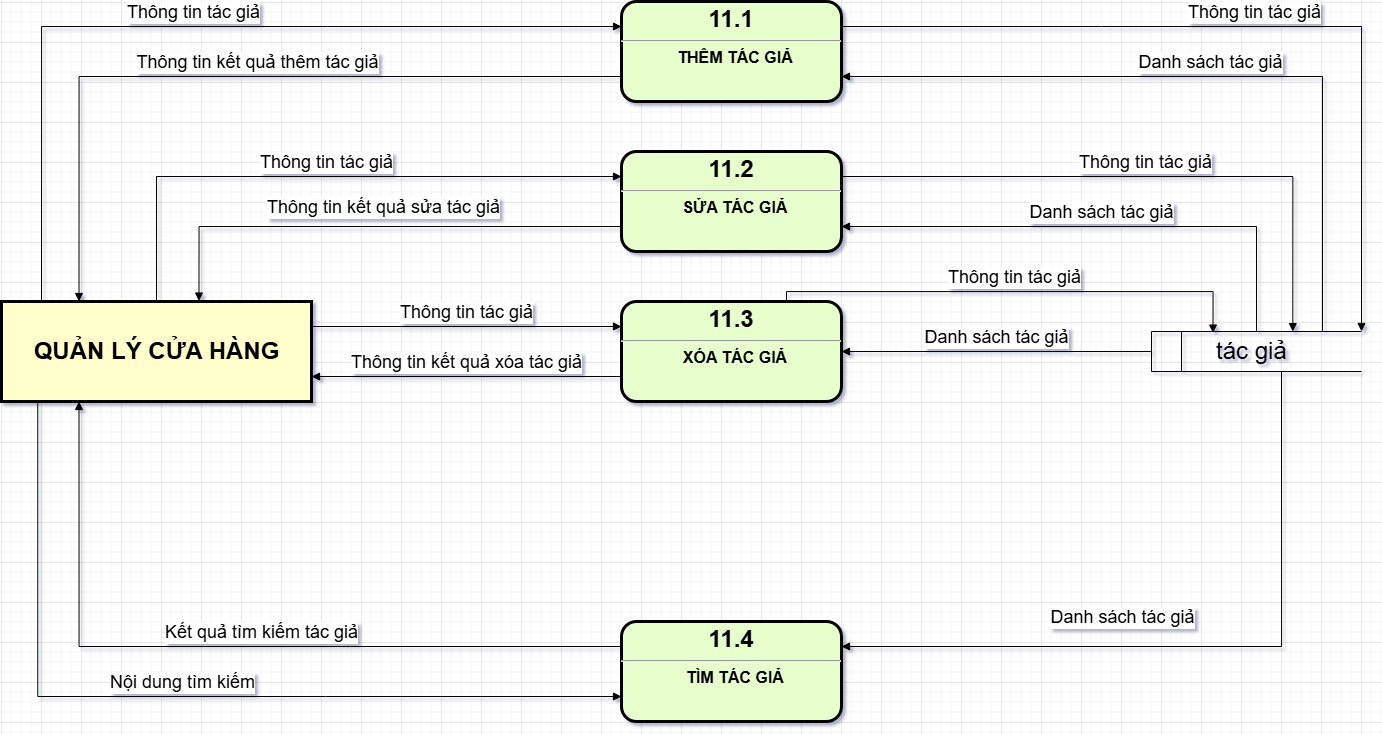 Thông tin tác giả
11.1
Thông tin tác giả
THÊM TÁC GIẢ
Thông tin kết quả thêm tác giả
Danh sách tác giả
Thông tin tác giả
11.2
Thông tin tác giả
SỬA TÁC GIẢ
Thông tin kết quả sửa tác giả
Danh sách tác giả
Thông tin tác giả
Thông tin tác giả
11.3
Danh sách tác giả
QUẢN LÝ CỬA HÀNG
XÓA TÁC GIẢ
tác giả
Thông tin kết quả xóa tác giả
Danh sách tác giả
Kết quả tìm kiếm tác giả
11.4
TÌM TÁC GIẢ
Nội dung tìm kiếm